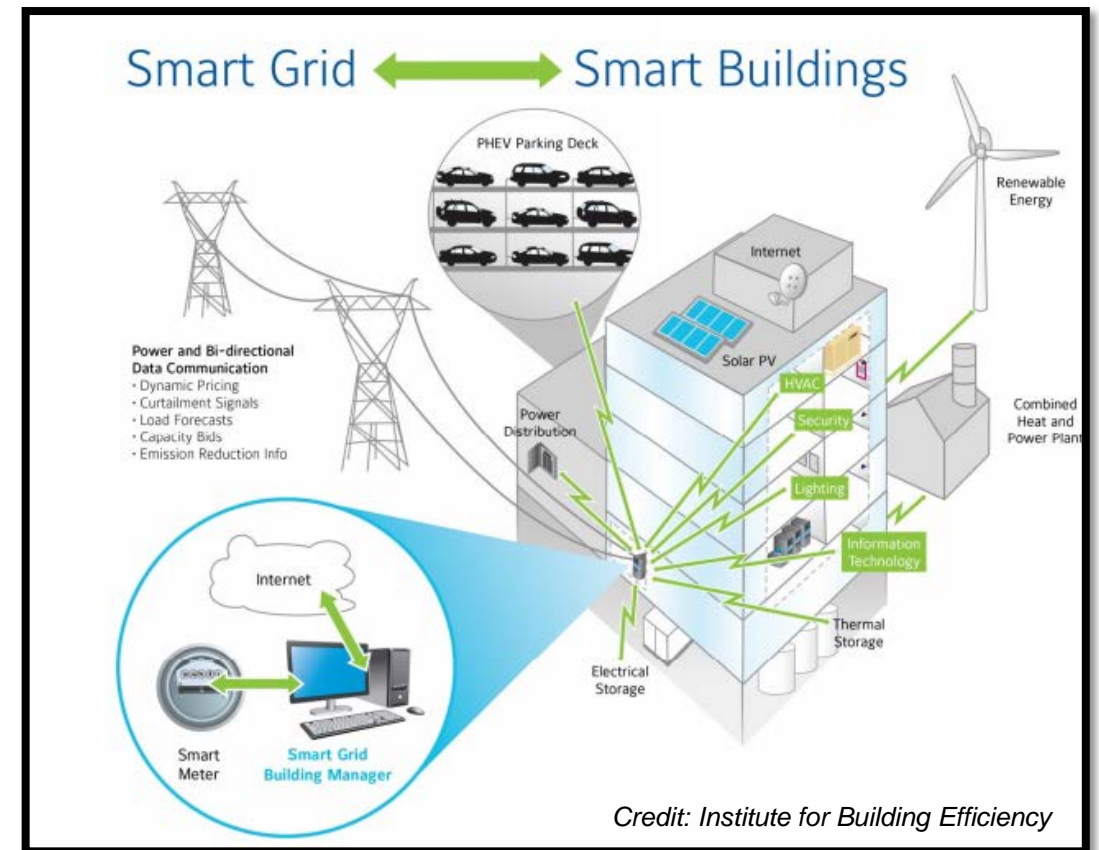 Smart Grid Smart Buildings
PHEV Parking Deck
Renewable
Energy
Internet
Solar PV
Power and Bi-directional
Data Communication
· Dynamic Pricing
· Curtailment Signals
· Load Forecasts
· Capacity Bids
· Emission Reduction Info
Power
Distribution
HVAC
Security
Lighting
Information
Technology
Combined
Heat and
Power Plant
Thermal
Storage
Electrical
Storage
Internet
Smart
Meter
Smart Grid
Building Manager
Credit: Institute for Building Efficiency